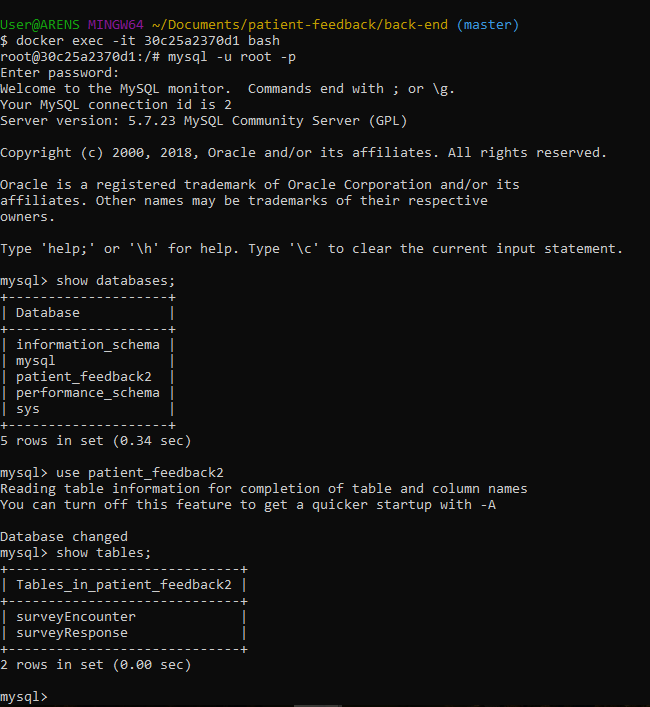 User@ARENS MINGW64 ~/Documents/patient-feedback/back-end (master)
$ docker exec -it 30c25a2370d1 bash
root@30c25a2370d1:/# mysql -u root -p
Enter password:
Welcome to the MySQL monitor.  Commands end with ; or \g.
Your MySQL connection id is 2
Server version: 5.7.23 MySQL Community Server (GPL)

Copyright (c) 2000, 2018, Oracle and/or its affiliates. All rights reserved.

Oracle is a registered trademark of Oracle Corporation and/or its
affiliates. Other names may be trademarks of their respective
owners.

Type 'help;' or '\h' for help. Type '\c' to clear the current input statement.

mysql> show databases;
+--------------------+
| Database           |
+--------------------+
| information_schema |
| mysql              |
| patient_feedback2  |
| performance_schema |
| sys                |
+--------------------+
5 rows in set (0.34 sec)

mysql> use patient_feedback2
Reading table information for completion of table and column names
You can turn off this feature to get a quicker startup with -A

Database changed
mysql> show tables;
+-----------------------------+
| Tables_in_patient_feedback2 |
+-----------------------------+
| surveyEncounter             |
| surveyResponse              |
+-----------------------------+
2 rows in set (0.00 sec)

mysql>